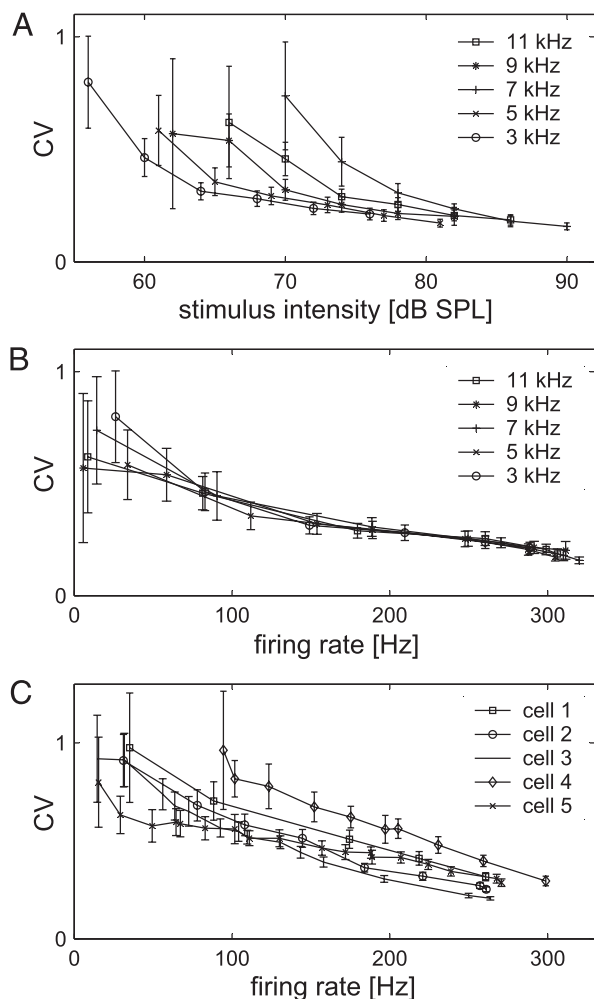 A
1
CV
0
11 kHz
9 kHz
7 kHz
5 kHz
3 kHz
60 70 80 90
stimulus intensity [dB SPL]
B
1
CV
0
11 kHz
9 kHz
7 kHz
5 kHz
3 kHz
0 100 200 300
firing rate [Hz]
C
1
CV
0
cell 1
cell 2
cell 3
cell 4
cell 5
0 100 200 300
firing rate [Hz]